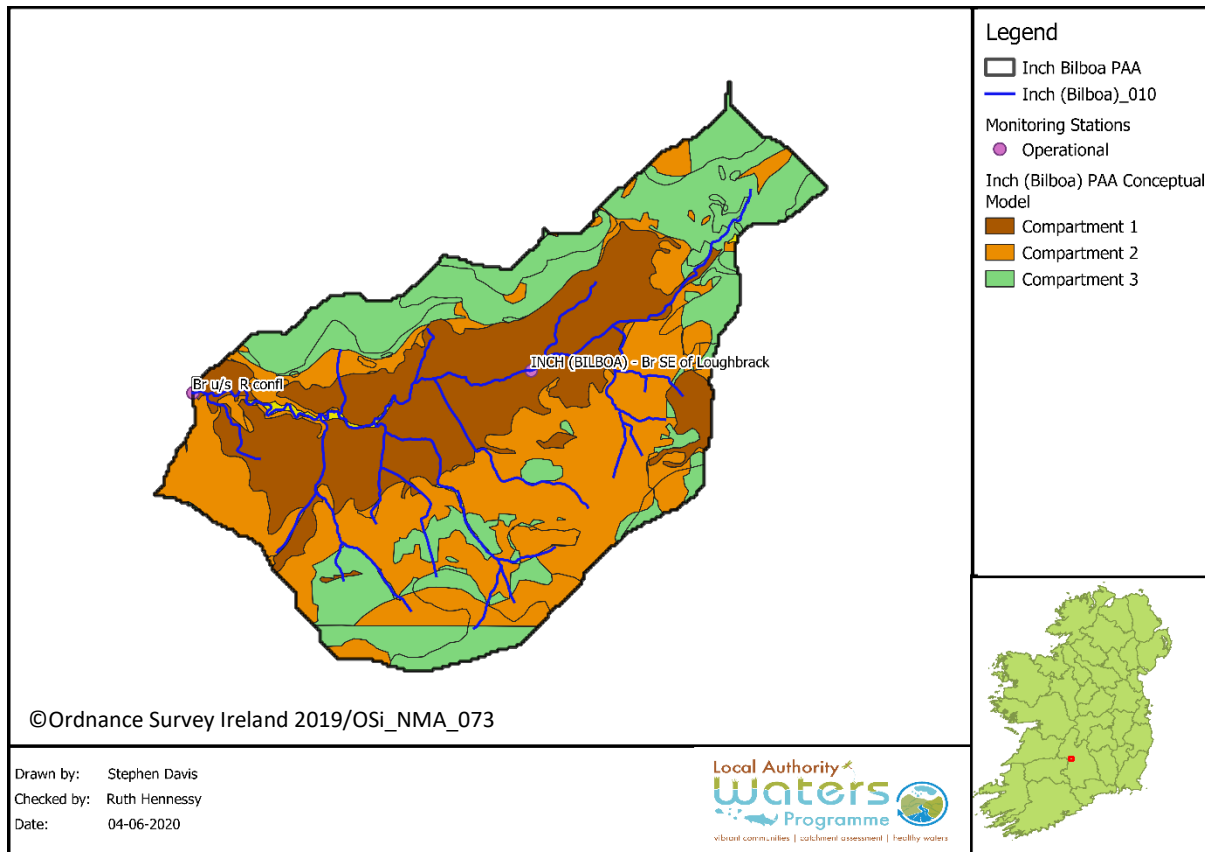 Legend
Inch Bilboa PAA
Inch (Bilboa)_010
Monitoring Stations
Operational
Inch (Bilboa) PAA Conceptual
Model
Compartment 1
Compartment 2
Compartment 3
INCH (BILBOA) - Br SE of Loughbrack
Br u/s R confl
©Ordnance Survey Ireland 2019/OSi_NMA_073
Drawn by: Stephen Davis
Checked by: Ruth Hennessy
Date: 04-06-2020
Local Authority
Waters
Programme
vibrant communities | catchment assessment | healthy waters